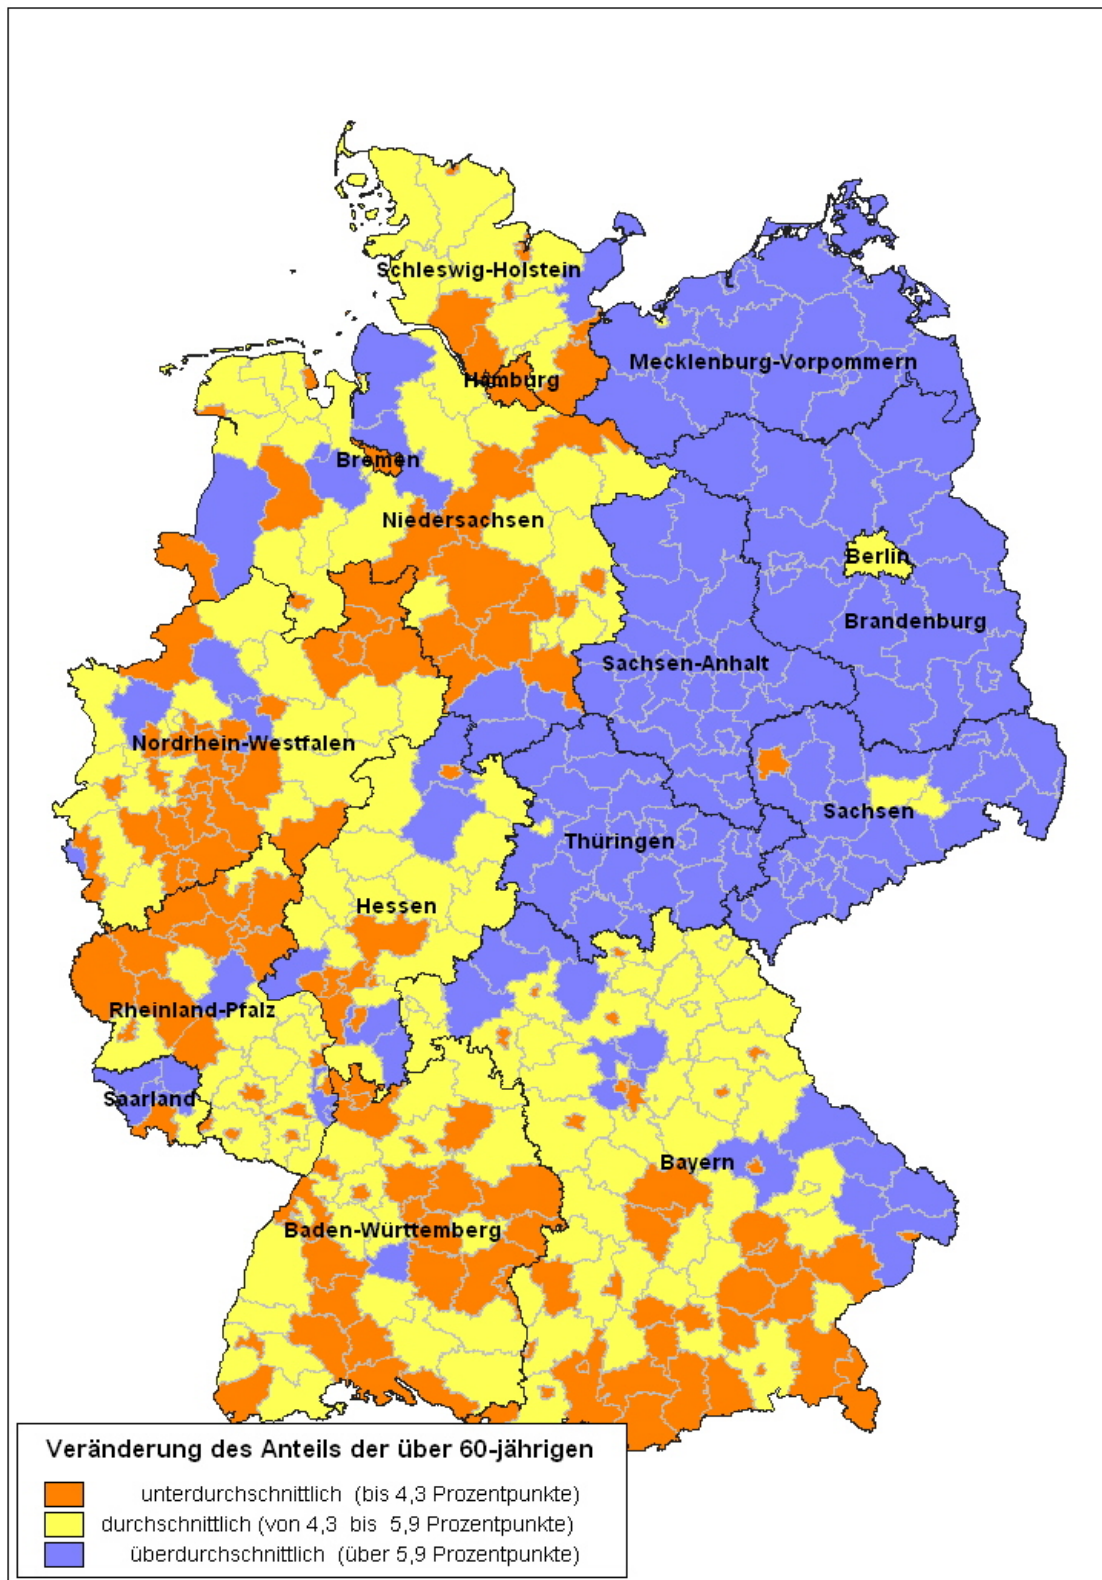 Schleswig-Holstein
Mecklenburg-Vorpommern
Hamburg
Bremen
Niedersachsen
Berlin
Brandenburg
Sachsen-Anhalt
Nordrhein-Westfalen
Sachsen
Thüringen
Hessen
Rheinland-Pfalz
Saarland
Bayern
Baden-Württemberg
Veränderung des Anteils der über 60-jährigen
unterdurchschnittlich (bis 4,3 Prozentpunkte)
durchschnittlich (von 4,3 bis 5,9 Prozentpunkte)
überdurchschnittlich (über 5,9 Prozentpunkte)